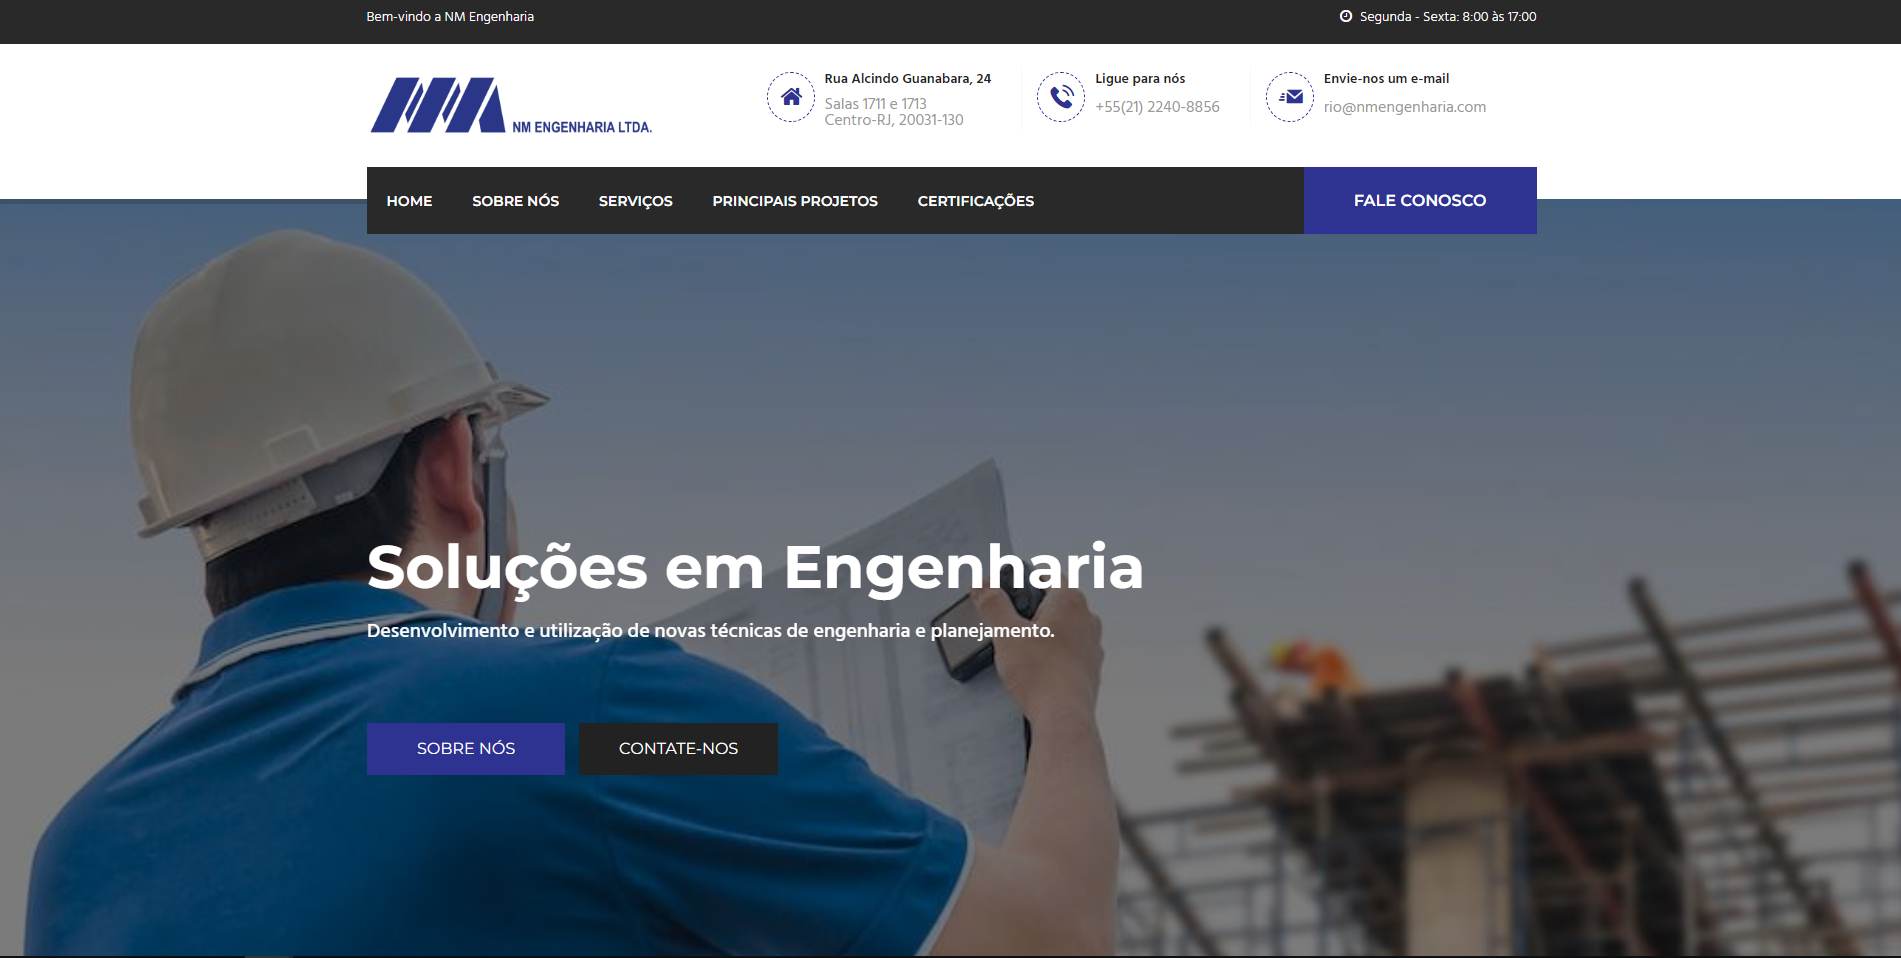 Bem-vindo a NM Engenharia
Segunda - Sexta: 8:00 às 17:00
NM ENGENHARIA LTDA.
Rua Alcindo Guanabara, 24
Salas 1711 e 1713
Centro-RJ, 20031-130
Ligue para nós
+55(21) 2240-8856
Envie-nos um e-mail
rio@nmengenharia.com
HOME
SOBRE NÓS
SERVIÇOS
PRINCIPAIS PROJETOS
CERTIFICAÇÕES
FALE CONOSCO
Soluções em Engenharia
Desenvolvimento e utilização de novas técnicas de engenharia e planejamento.
SOBRE NÓS
CONTATE-NOS